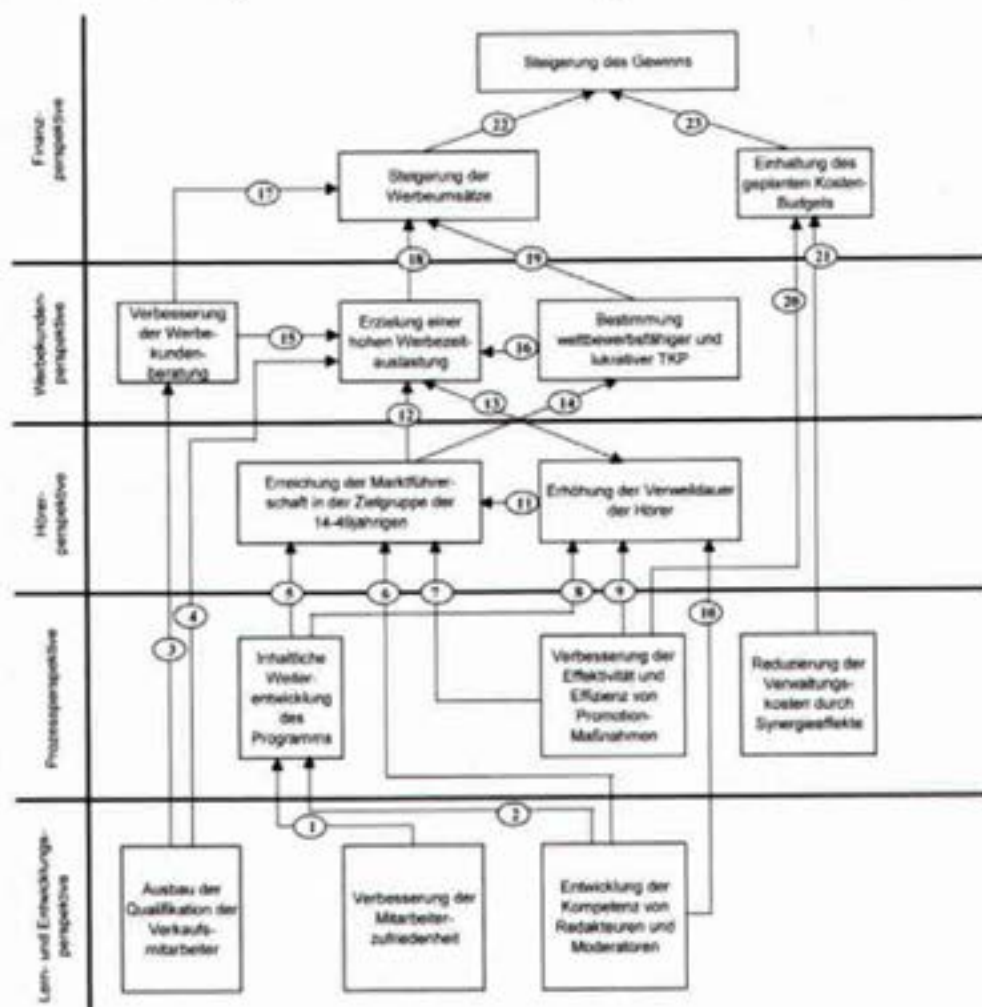 Finanz-
perspektive
Steigerung des Gewinns
22
23
Steigerung der
Werbeumsätze
Einhaltung des
geplanten Kosten-
Budgets
17
18
19
20
21
Werbekunden-
perspektive
Verbesserung
der Werbe-
kunden-
beratung
15
Erzielung einer
hohen Werbezeit-
auslastung
16
Bestimmung
wettbewerbsfähiger und
lukrativer TKP
12
13
14
Hörer-
perspektive
Erreichung der Marktführer-
schaft in der Zielgruppe der
14-49jährigen
11
Erhöhung der Verweildauer
der Hörer
3
4
5
6
7
8
9
10
Prozessperspektive
Inhaltliche
Weiter-
entwicklung
des
Programms
Verbesserung der
Effektivität und
Effizienz von
Promotion-
Maßnahmen
Reduzierung der
Verwaltungs-
kosten durch
Synergieeffekte
1
2
Lern- und Entwicklungs-
perspektive
Ausbau der
Qualifikation der
Verkaufs-
mitarbeiter
Verbesserung der
Mitarbeiter-
zufriedenheit
Entwicklung der
Kompetenz von
Redakteuren und
Moderatoren